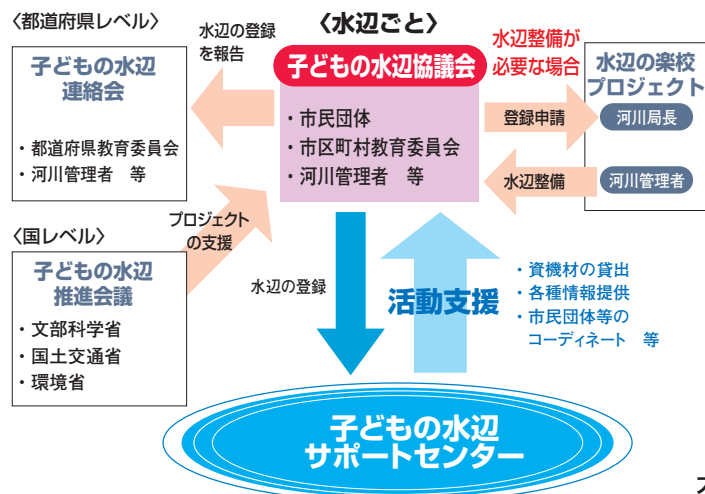 〈都道府県レベル〉
子どもの水辺
連絡会
・都道府県教育委員会
・河川管理者　等
水辺の登録
を報告
〈水辺ごと〉
子どもの水辺協議会
・市民団体
・市区町村教育委員会
・河川管理者　等
水辺整備が
必要な場合
登録申請
水辺整備
水辺の楽校
プロジェクト
河川局長
河川管理者
〈国レベル〉
子どもの水辺
推進会議
・文部科学省
・国土交通省
・環境省
プロジェクト
の支援
水辺の登録
活動支援
・資機材の貸出
・各種情報提供
・市民団体等の
コーディネート　等
子どもの水辺
サポートセンター